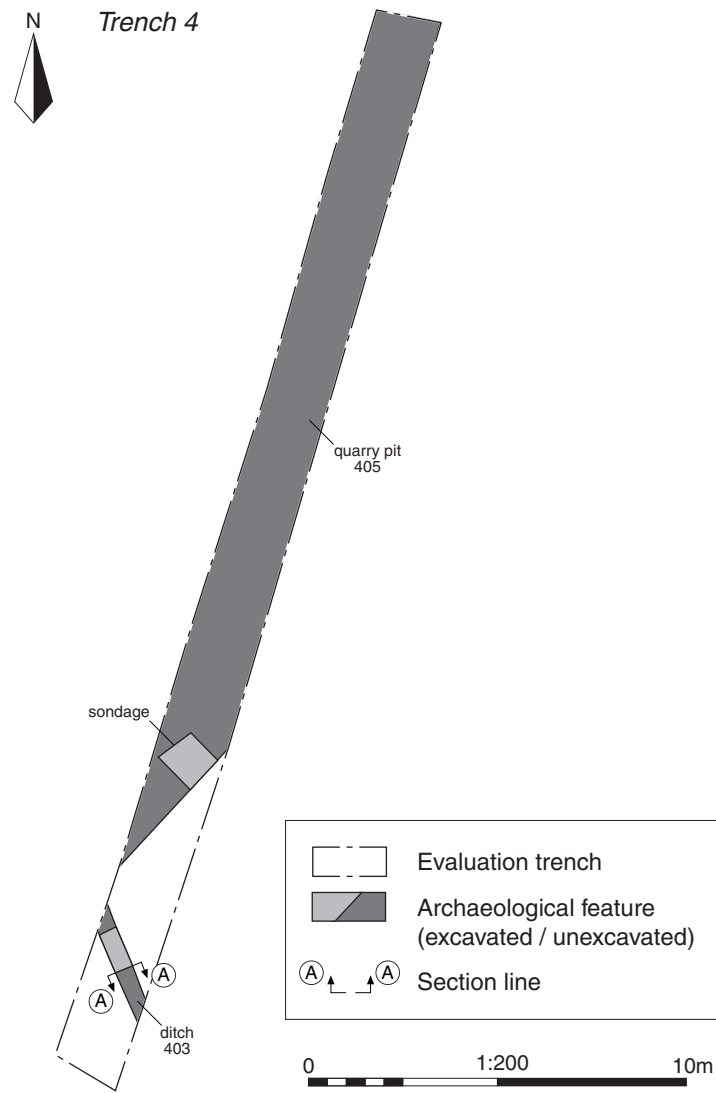 N
Trench 4
quarry pit
405
sondage
A
A
ditch
403
Evaluation trench
Archaeological feature
(excavated / unexcavated)
A A
Section line
0 1:200 10m